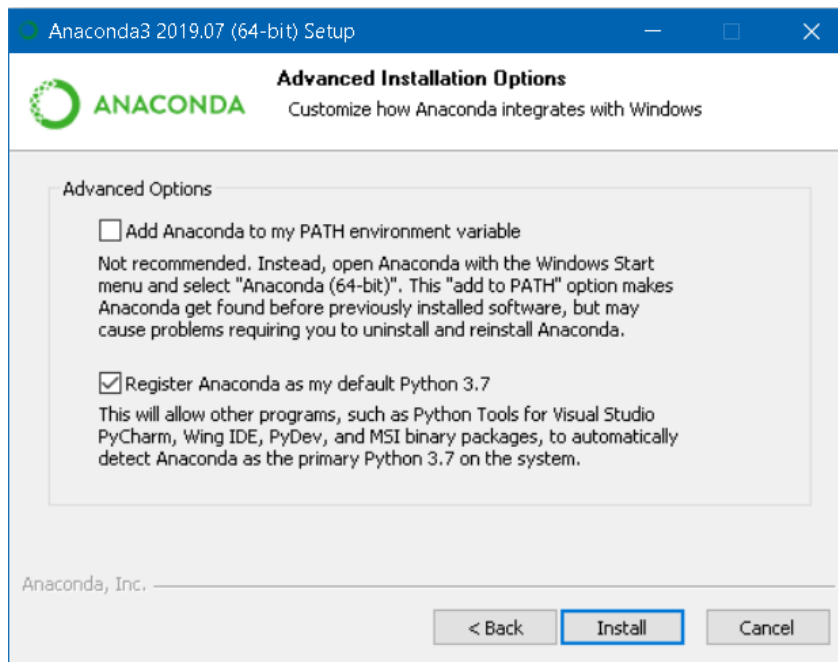 Anaconda3 2019.07 (64-bit) Setup
ANACONDA
Advanced Installation Options
Customize how Anaconda integrates with Windows
Advanced Options
Add Anaconda to my PATH environment variable
Not recommended. Instead, open Anaconda with the Windows Start
menu and select "Anaconda (64-bit)". This "add to PATH" option makes
Anaconda get found before previously installed software, but may
cause problems requiring you to uninstall and reinstall Anaconda.
Register Anaconda as my default Python 3.7
This will allow other programs, such as Python Tools for Visual Studio
PyCharm, Wing IDE, PyDev, and MSI binary packages, to automatically
detect Anaconda as the primary Python 3.7 on the system.
Anaconda, Inc.
< Back
Install
Cancel